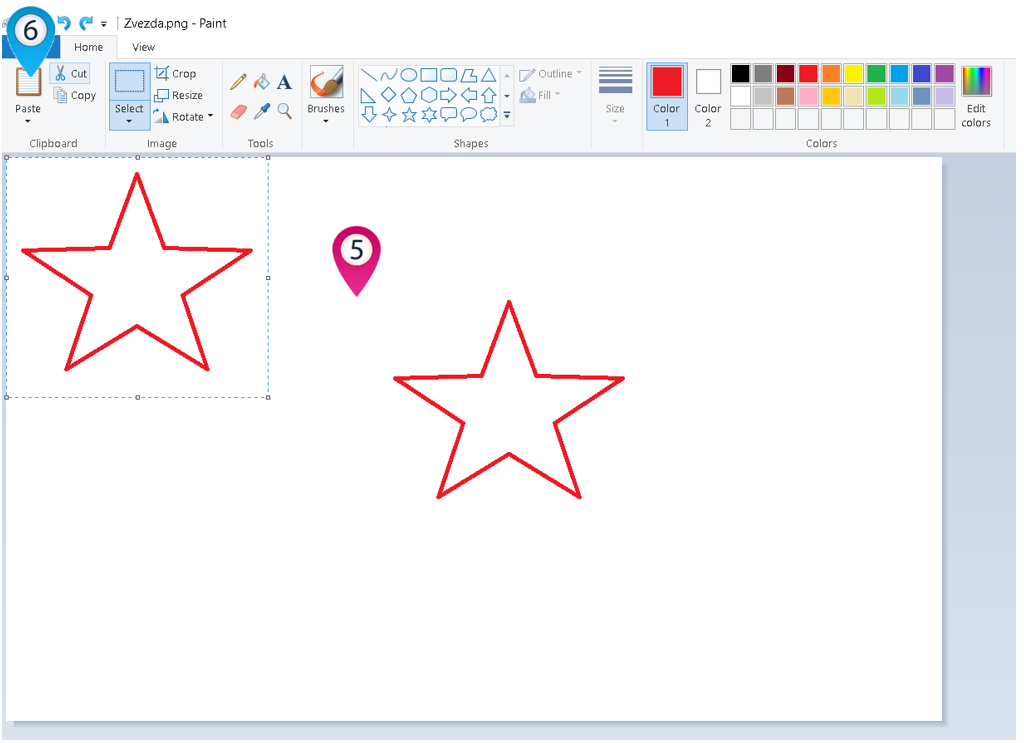 6
Zvezda.png - Paint
Home View
Cut
Copy
Paste
Clipboard
Select
Crop
Resize
Rotate
Image
A
Tools
Brushes
Shapes
Outline
Fill
Size
Color
1
Color
2
Edit
colors
Colors
5